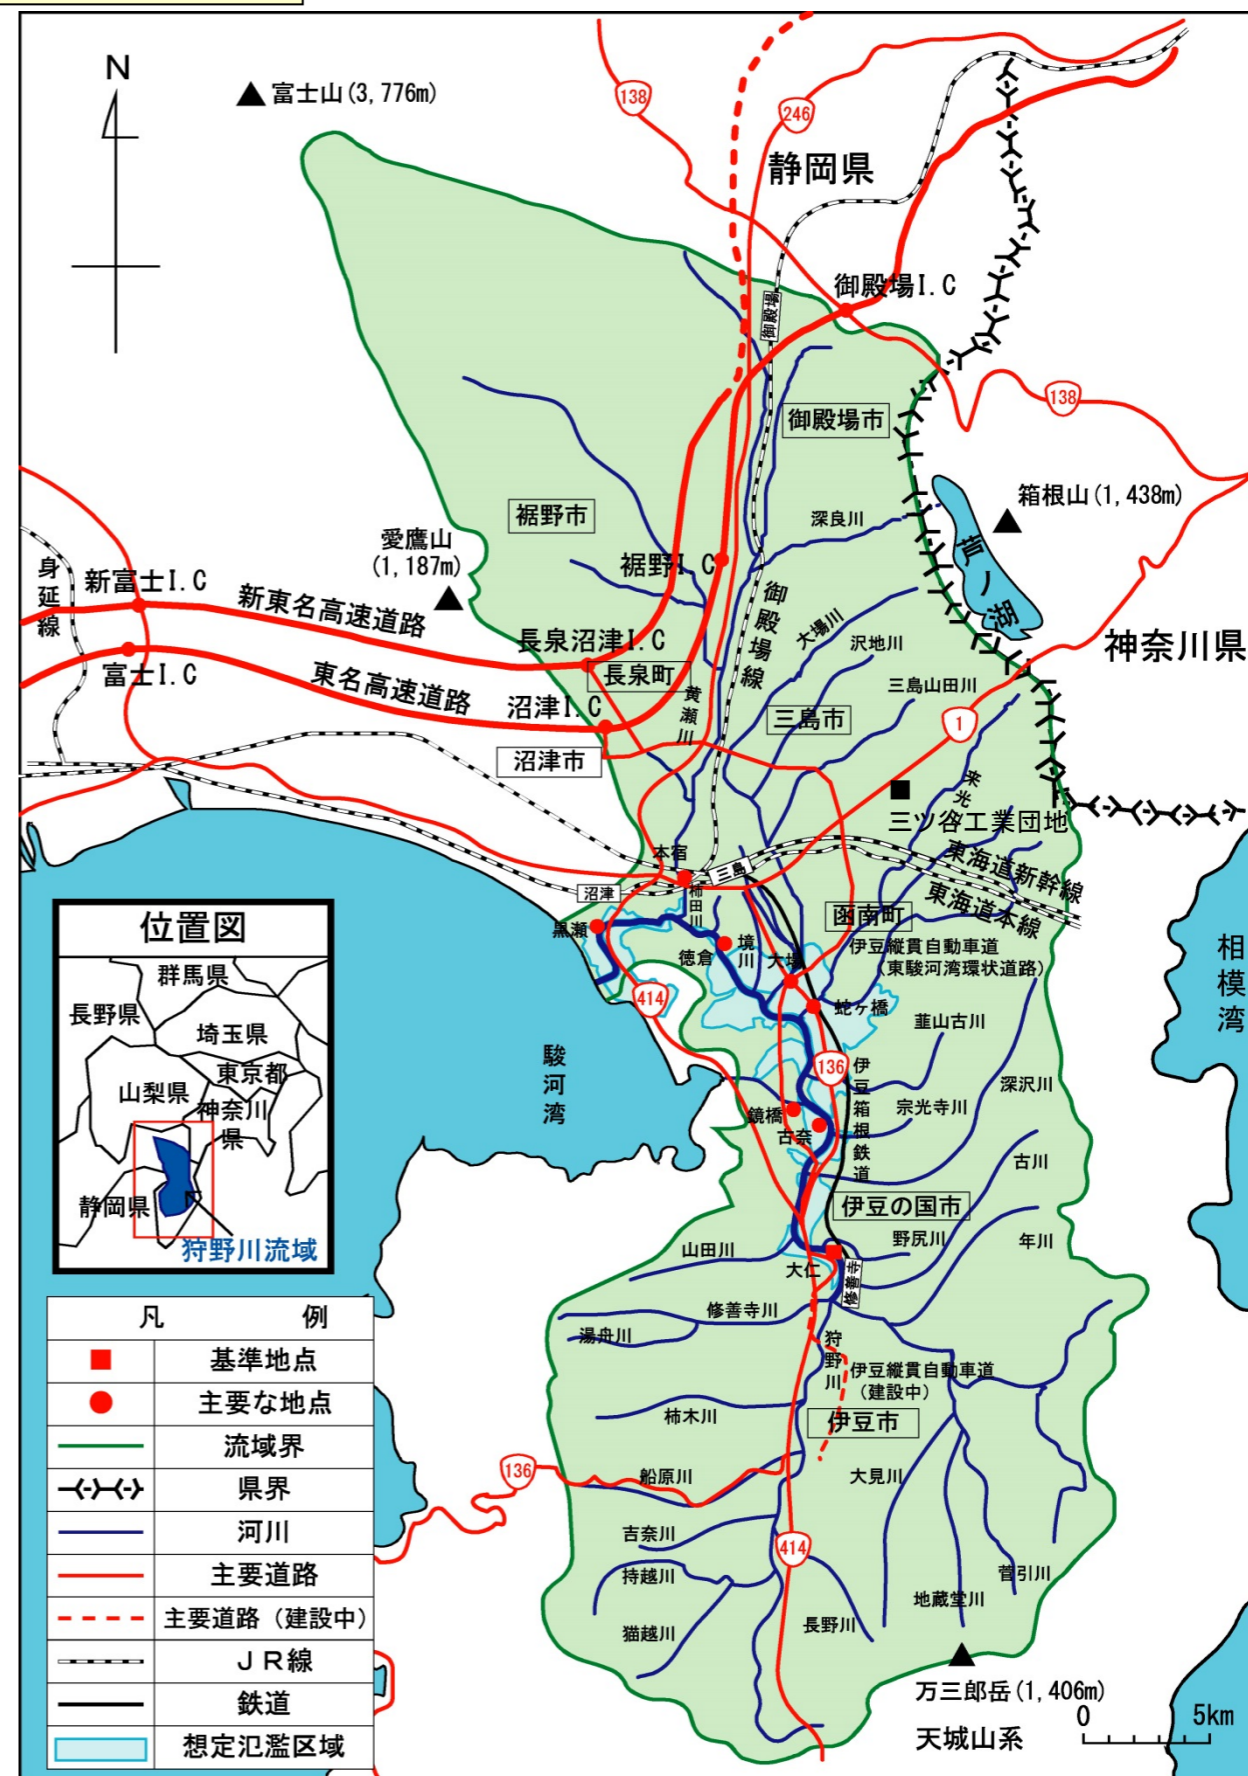 N
富士山(3,776m)
138
246
静岡県
御殿場I.C
御殿場
御殿場市
138
箱根山(1,438m)
裾野市
深良川
芦ノ湖
愛鷹山
(1,187m)
裾野I.C
身延線
新富士I.C
新東名高速道路
御殿場線
大場川
沢地川
神奈川県
長泉沼津I.C
富士I.C
東名高速道路
長泉町
三島山田川
沼津I.C
黄瀬川
三島市
1
沼津市
来光川
三ツ谷工業団地
本宿
三島
東海道新幹線
沼津
柿田川
東海道本線
函南町
黒瀬
徳倉
境川
大場
伊豆縦貫自動車道
(東駿河湾環状道路)
相模湾
414
蛇ヶ橋
韮山古川
駿河湾
136
伊豆箱根鉄道
深沢川
鏡橋
宗光寺川
古奈
古川
伊豆の国市
山田川
野尻川
年川
大仁
修善寺
修善寺川
湯舟川
狩野川
伊豆縦貫自動車道
(建設中)
柿木川
伊豆市
136
船原川
大見川
吉奈川
414
持越川
菅引川
地蔵堂川
猫越川
長野川
万三郎岳(1,406m)
天城山系
0 5km
位置図
群馬県
長野県
埼玉県
東京都
山梨県
神奈川県
静岡県
狩野川流域
凡 例
基準地点
主要な地点
流域界
県界
河川
主要道路
主要道路（建設中）
ＪＲ線
鉄道
想定氾濫区域